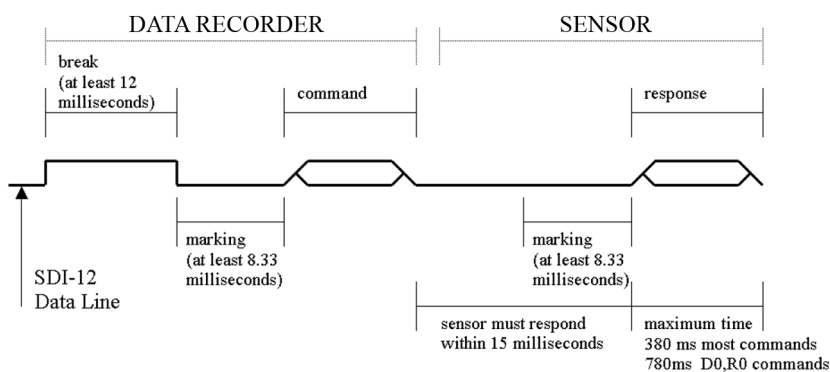 DATA RECORDER
SENSOR
break
(at least 12
milliseconds)
command
response
marking
(at least 8.33
milliseconds)
marking
(at least 8.33
milliseconds)
SDI-12
Data Line
sensor must respond
within 15 milliseconds
maximum time
380 ms most commands
780ms D0,R0 commands